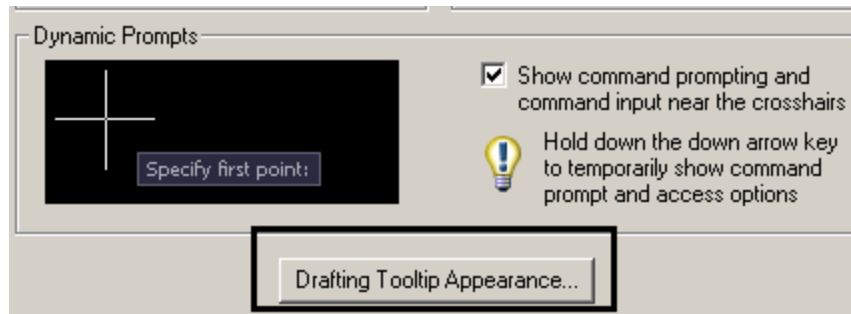 Dynamic Prompts
Show command prompting and
command input near the crosshairs
Specify first point:
Hold down the down arrow key
to temporarily show command
prompt and access options
Drafting Tooltip Appearance...